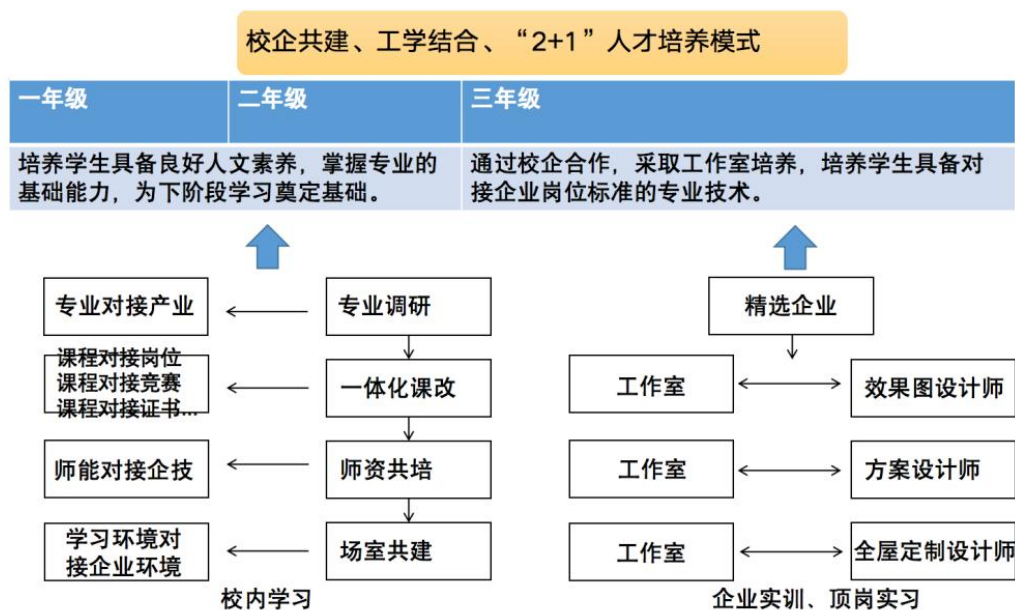 校企共建、工学结合、“2+1”人才培养模式
一年级
二年级
三年级
培养学生具备良好人文素养，掌握专业的
基础能力，为下阶段学习奠定基础。
通过校企合作，采取工作室培养，培养学生具备对
接企业岗位标准的专业技术。
专业对接产业
专业调研
精选企业
课程对接岗位
课程对接竞赛
课程对接证书...
一体化课改
工作室
效果图设计师
师能对接企技
师资共培
工作室
方案设计师
学习环境对
接企业环境
场室共建
工作室
全屋定制设计师
校内学习
企业实训、顶岗实习